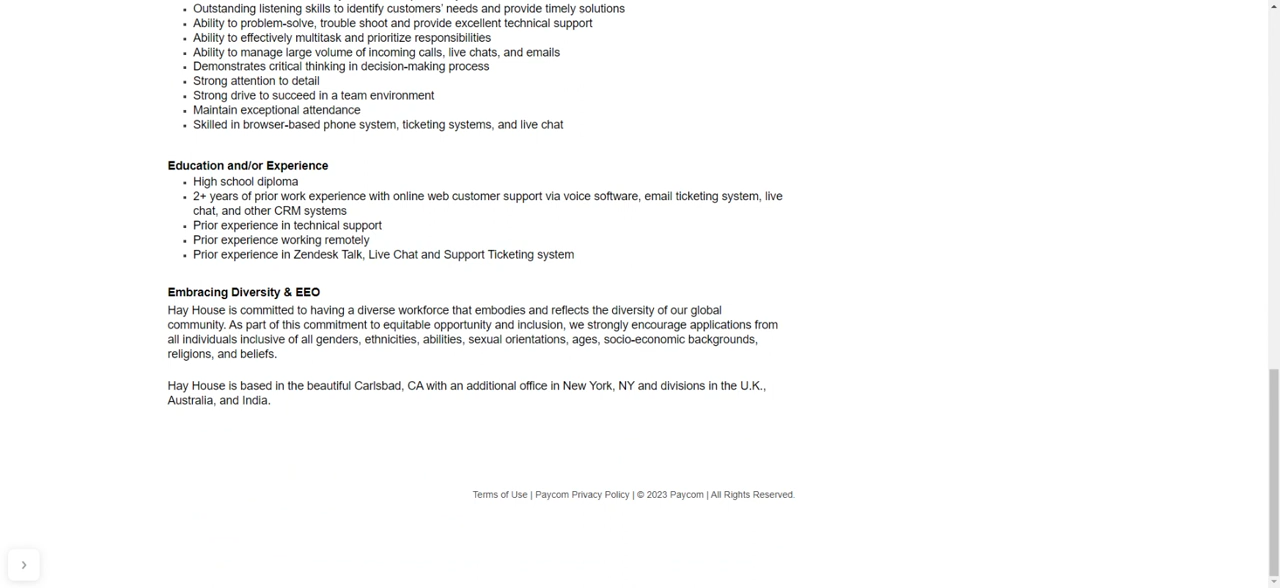 Outstanding listening skills to identify customers' needs and provide timely solutions
Ability to problem-solve, trouble shoot and provide excellent technical support
Ability to effectively multitask and prioritize responsibilities
Ability to manage large volume of incoming calls, live chats, and emails
Demonstrates critical thinking in decision-making process
Strong attention to detail
Strong drive to succeed in a team environment
Maintain exceptional attendance
Skilled in browser-based phone system, ticketing systems, and live chat
Education and/or Experience
High school diploma
2+ years of prior work experience with online web customer support via voice software, email ticketing system, live
chat, and other CRM systems
Prior experience in technical support
Prior experience working remotely
Prior experience in Zendesk Talk, Live Chat and Support Ticketing system
Embracing Diversity & EEO
Hay House is committed to having a diverse workforce that embodies and reflects the diversity of our global
community. As part of this commitment to equitable opportunity and inclusion, we strongly encourage applications from
all individuals inclusive of all genders, ethnicities, abilities, sexual orientations, ages, socio-economic backgrounds,
religions, and beliefs.
Hay House is based in the beautiful Carlsbad, CA with an additional office in New York, NY and divisions in the U.K.,
Australia, and India.
Terms of Use | Paycom Privacy Policy | © 2023 Paycom | All Rights Reserved.